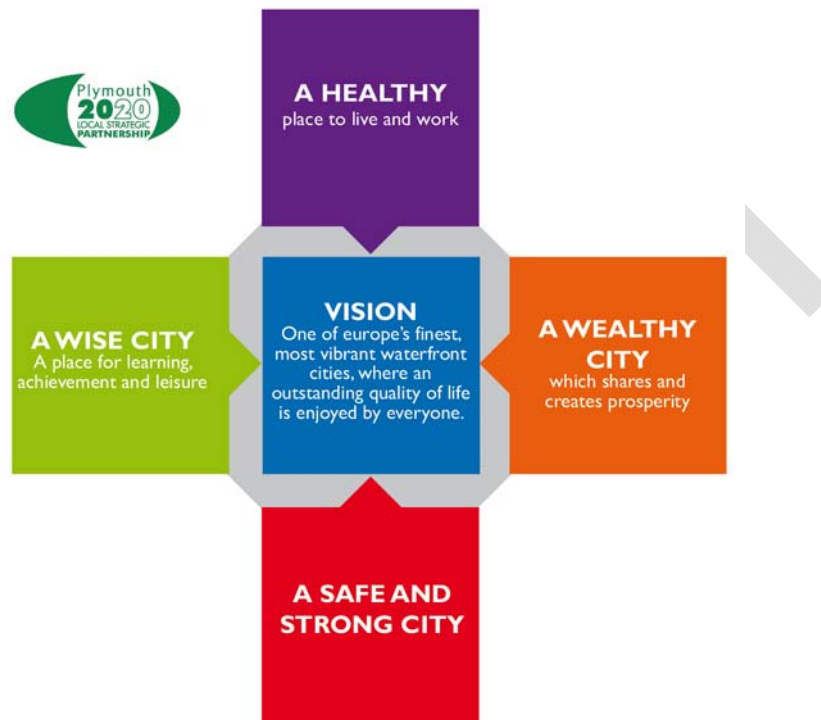 Plymouth
2020
LOCAL STRATEGIC
PARTNERSHIP
A HEALTHY
place to live and work
A WISE CITY
A place for learning,
achievement and leisure
VISION
One of europe's finest,
most vibrant waterfront
cities, where an
outstanding quality of life
is enjoyed by everyone.
A WEALTHY
CITY
which shares and
creates prosperity
A SAFE AND
STRONG CITY